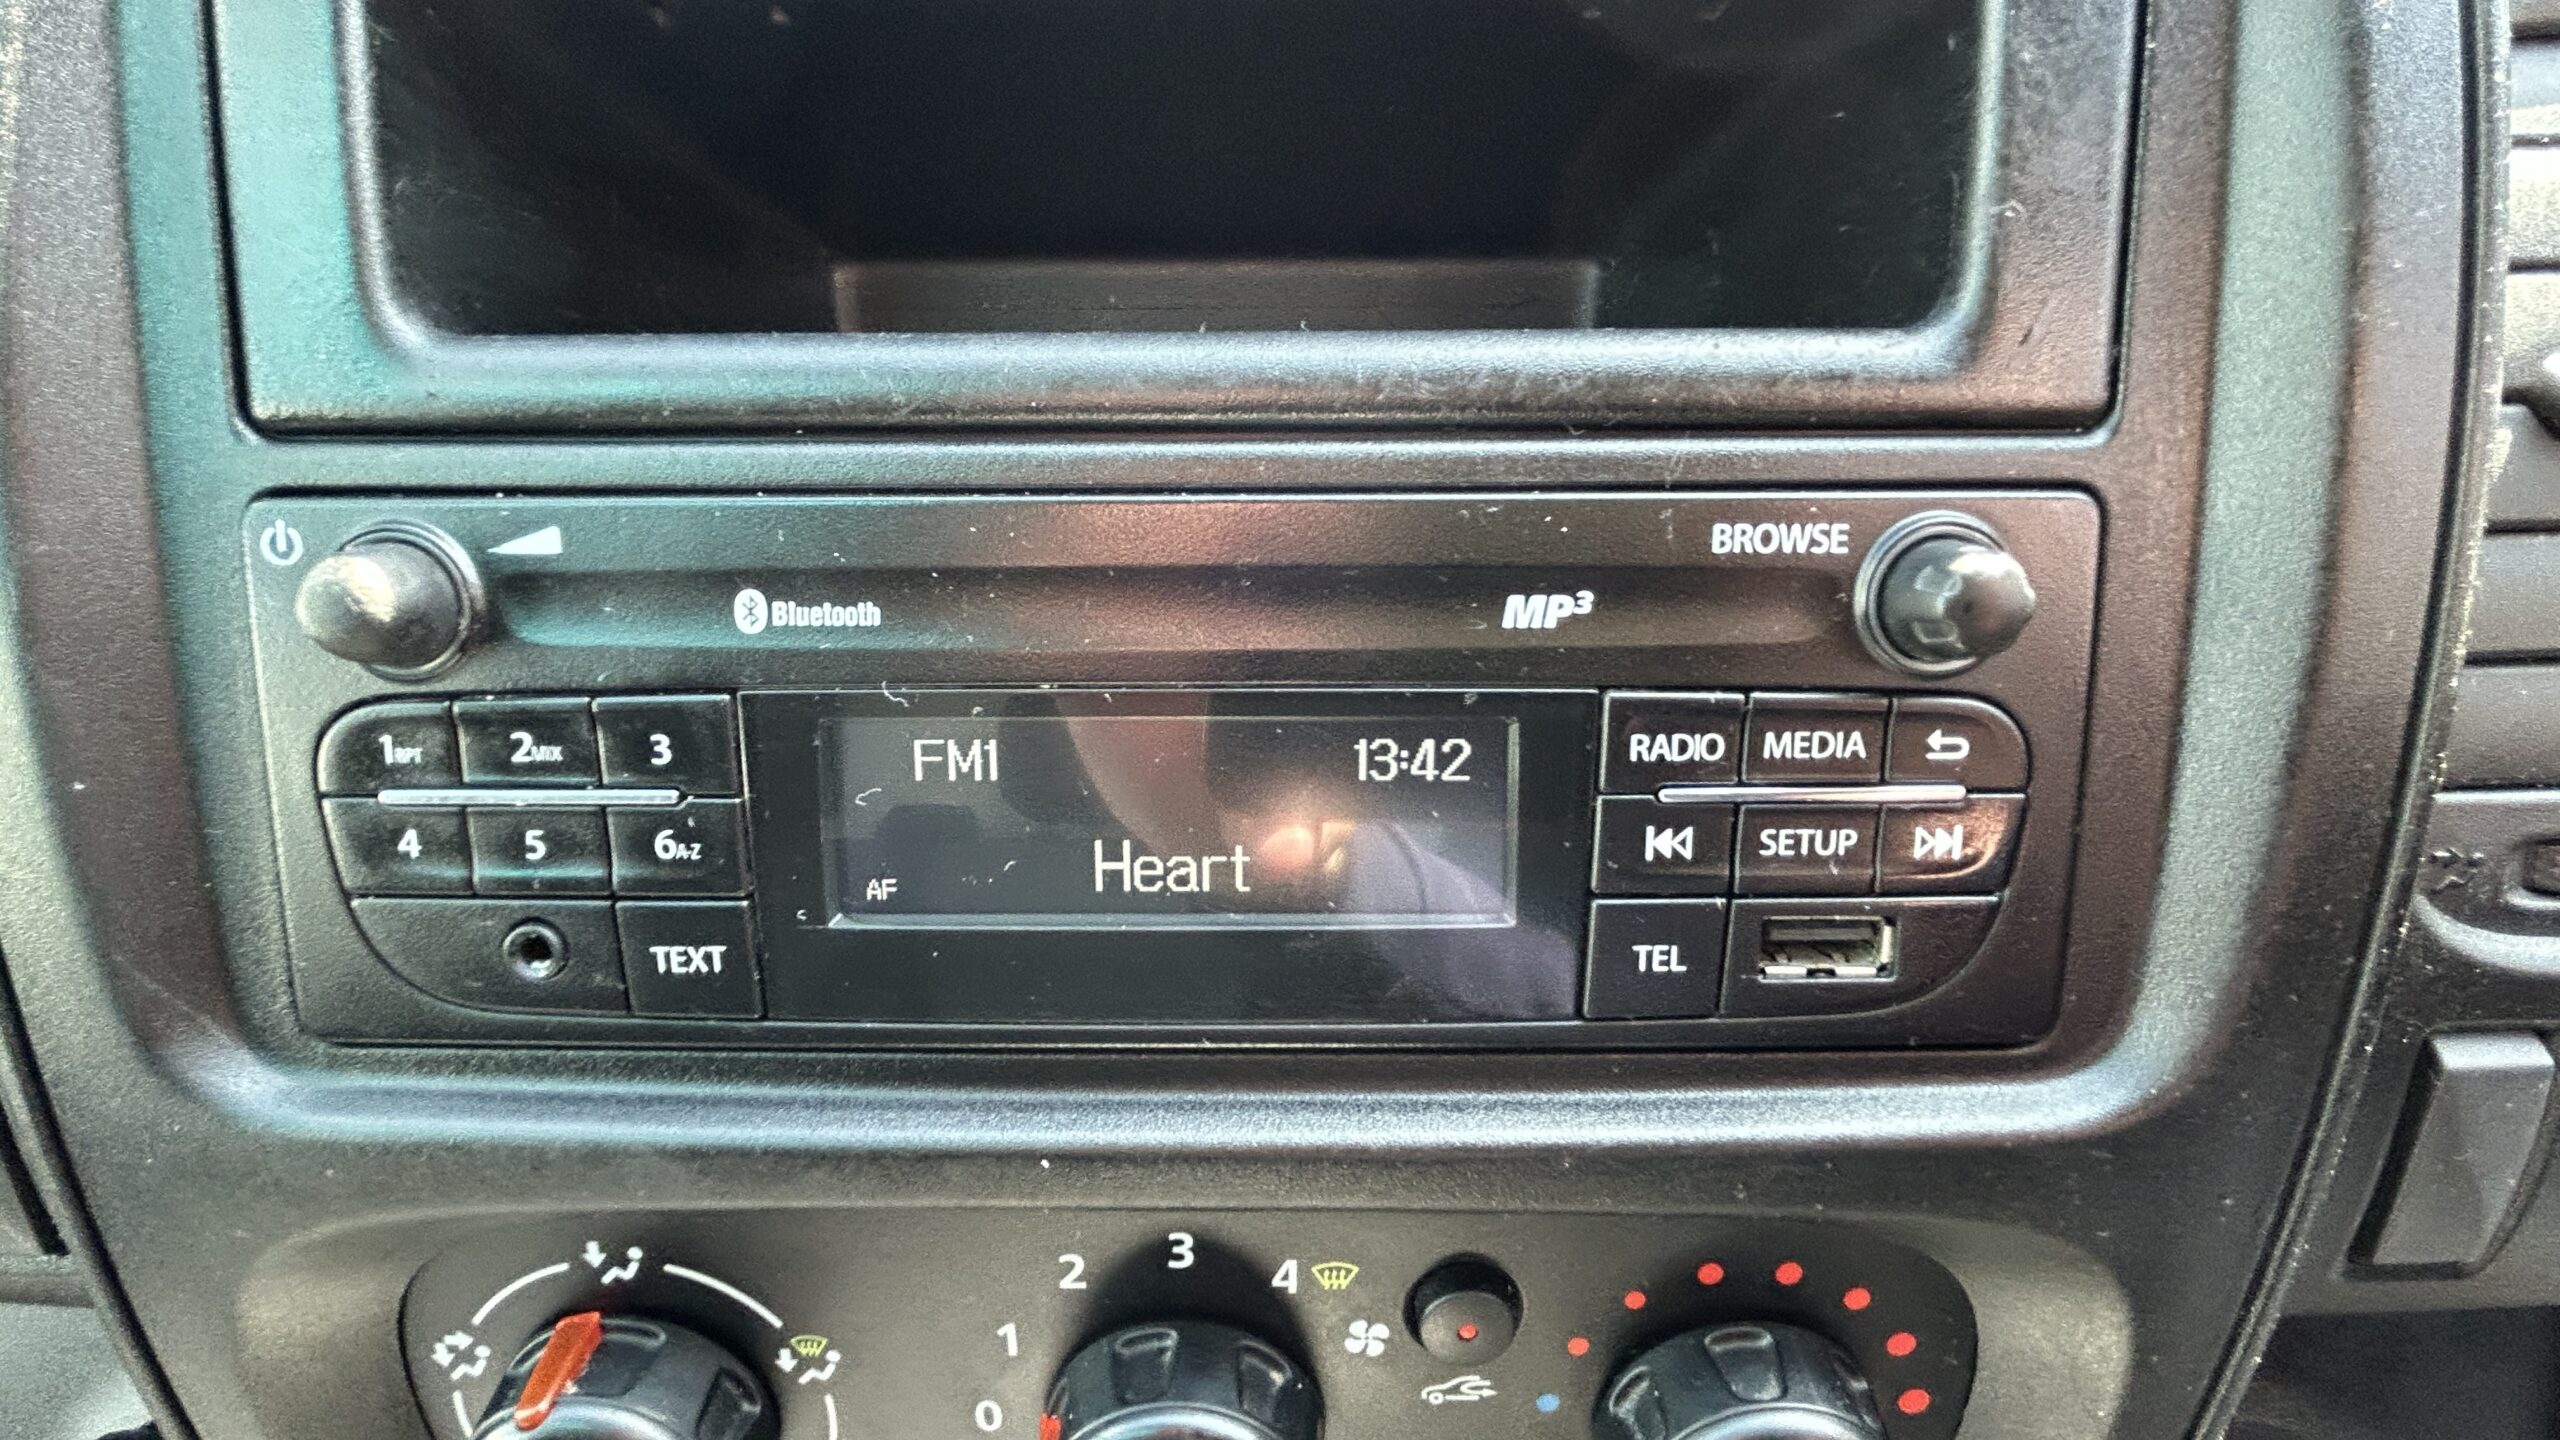 BROWSE
Bluetooth MP3
1RPT 2MIX 3
FM1 13:42
RADIO MEDIA
4 5 6A-Z
AF Heart
SETUP
TEXT
TEL
2 3 4
1
0